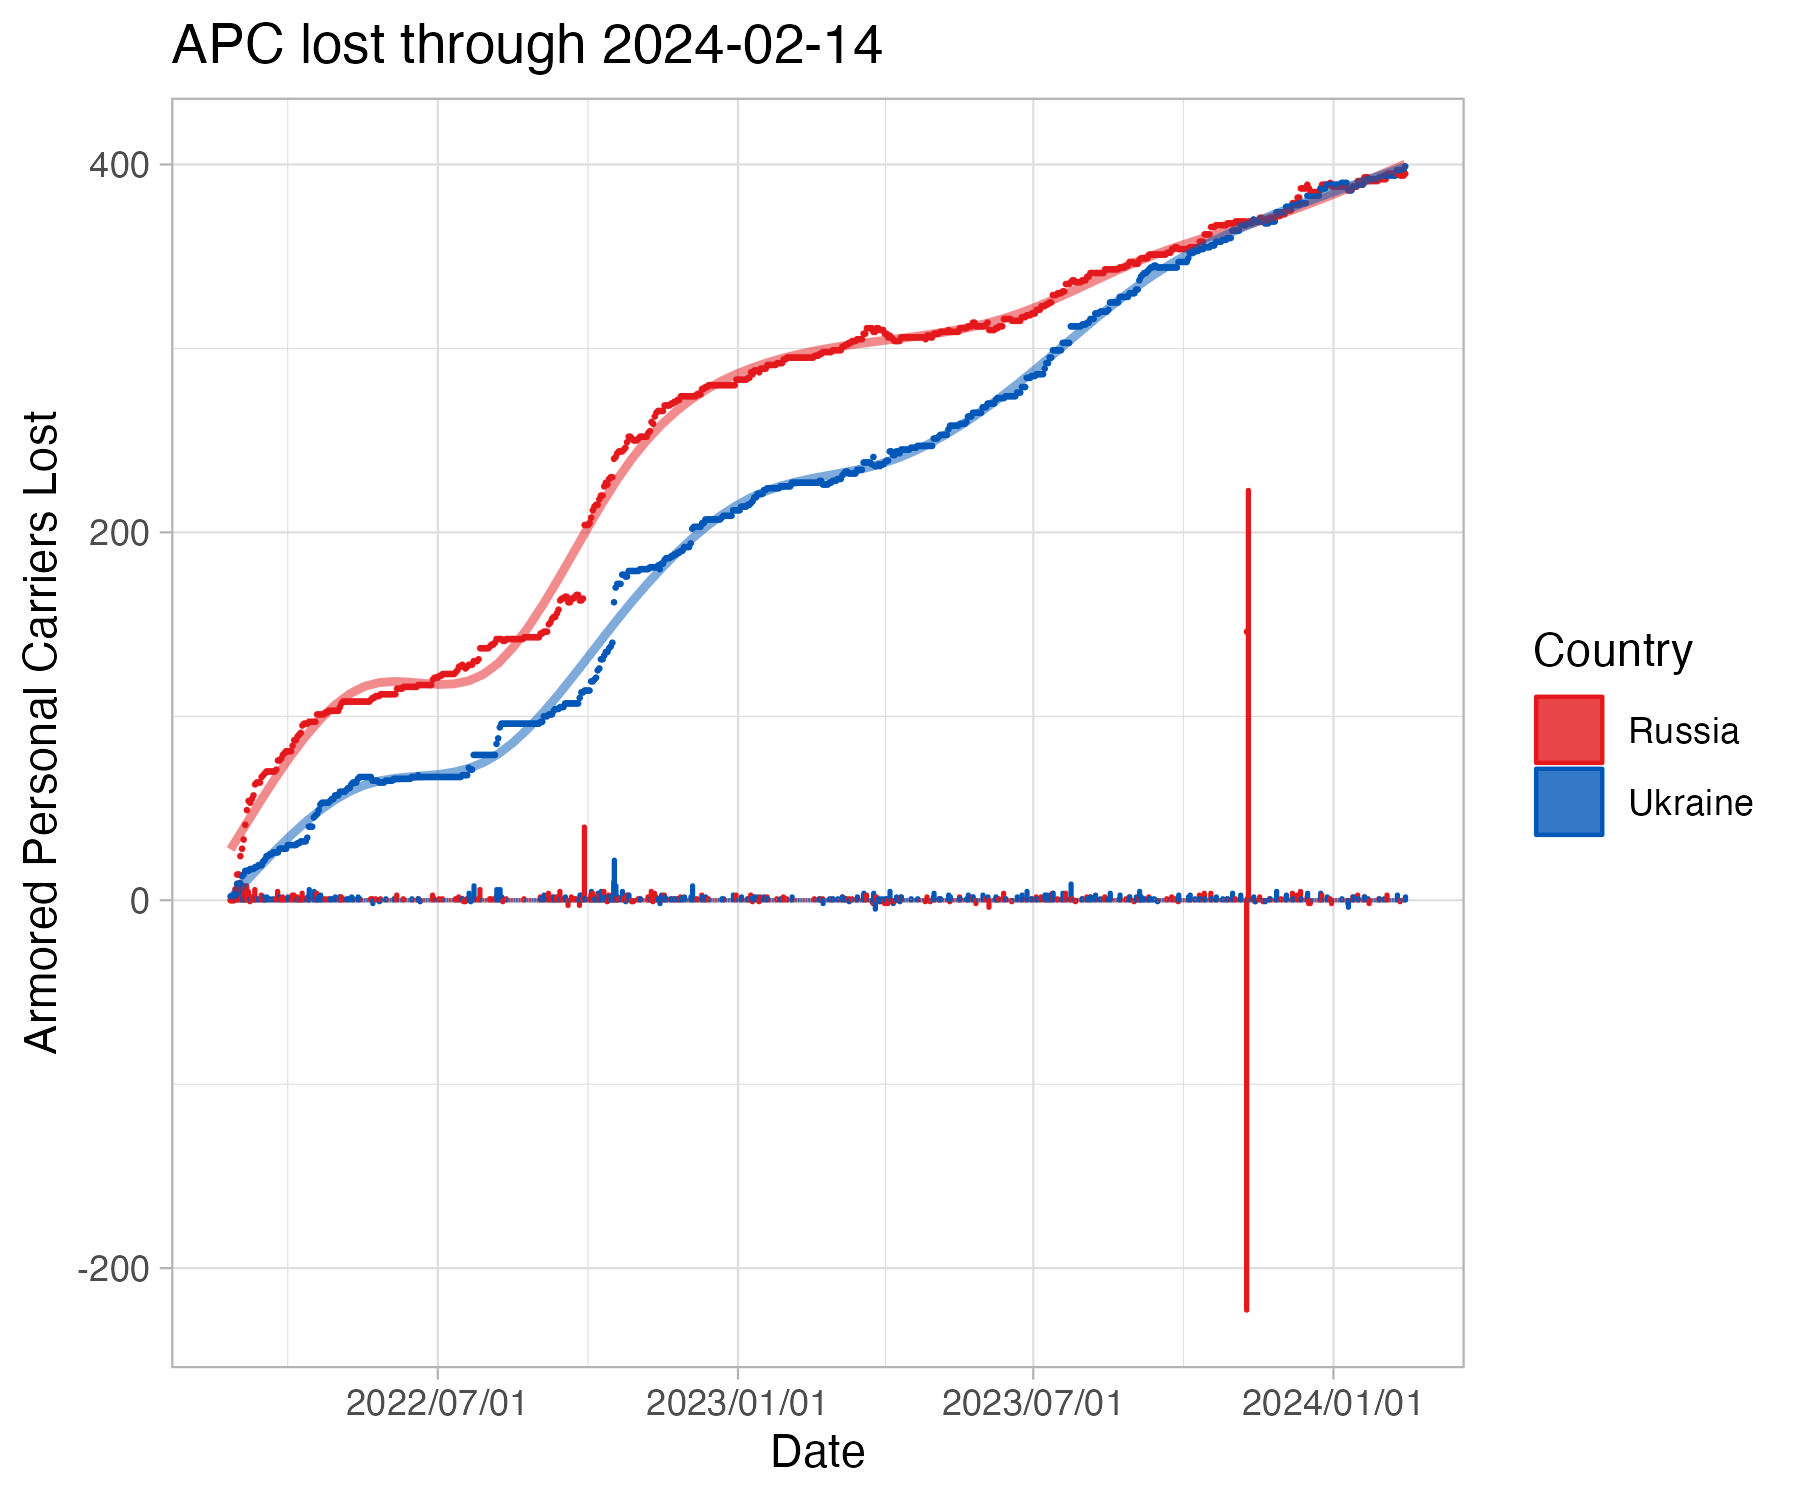 APC lost through 2024-02-14
Armored Personal Carriers Lost
400
200
0
-200
2022/07/01
2023/01/01
2023/07/01
2024/01/01
Date
Country
Russia
Ukraine